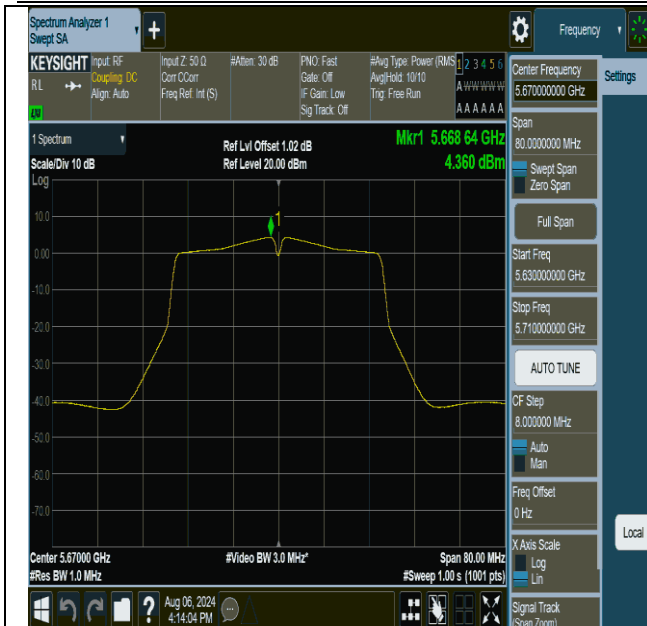 Spectrum Analyzer 1
Swept SA
+
Frequency
KEYSIGHT
RL
Input: RF
Coupling: DC
Align: Auto
Input Z: 50 Ω
Corr CCorr
Freq Ref: Int (S)
#Atten: 30 dB
PNO: Fast
Gate: Off
IF Gain: Low
Sig Track: Off
#Avg Type: Power (RMS
Avg|Hold: 10/10
Trig: Free Run
1 2 3 4 5 6
A W W W W W
A A A A A A
Center Frequency
5.670000000 GHz
Settings
Span
80.0000000 MHz
Swept Span
Zero Span
Full Span
Start Freq
5.630000000 GHz
Stop Freq
5.710000000 GHz
AUTO TUNE
CF Step
8.000000 MHz
Auto
Man
Freq Offset
0 Hz
X Axis Scale
Log
Lin
Local
Signal Track
(Span Zoom)
1 Spectrum
Scale/Div 10 dB
Log
Ref Lvl Offset 1.02 dB
Ref Level 20.00 dBm
Mkr1 5.668 64 GHz
4.360 dBm
1
10.0
0.00
-10.0
-20.0
-30.0
-40.0
-50.0
-60.0
-70.0
Center 5.67000 GHz
#Res BW 1.0 MHz
#Video BW 3.0 MHz*
Span 80.00 MHz
#Sweep 1.00 s (1001 pts)
?
Aug 06, 2024
4:14:04 PM